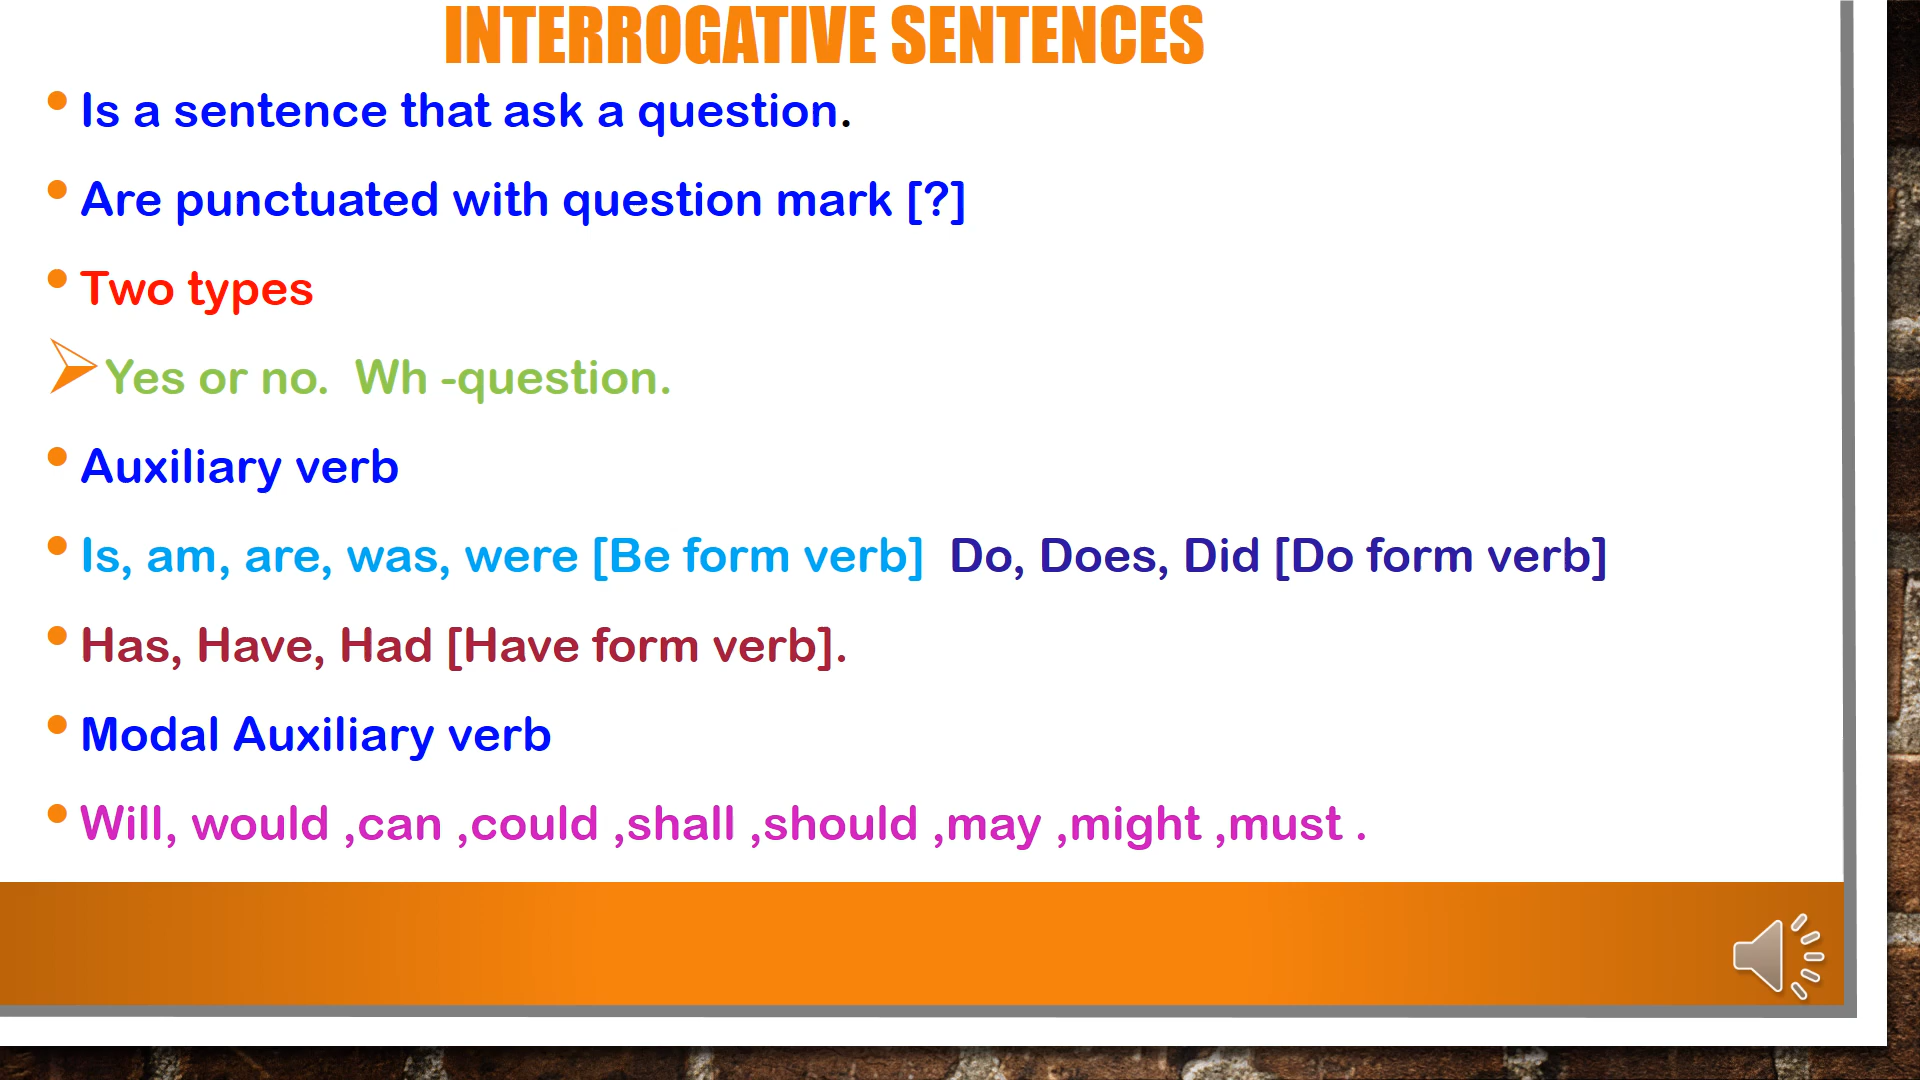 INTERROGATIVE SENTENCES
Is a sentence that ask a question.
Are punctuated with question mark [?]
Two types
Yes or no.  Wh -question.
Auxiliary verb
Is, am, are, was, were [Be form verb]  Do, Does, Did [Do form verb]
Has, Have, Had [Have form verb].
Modal Auxiliary verb
Will, would ,can ,could ,shall ,should ,may ,might ,must .